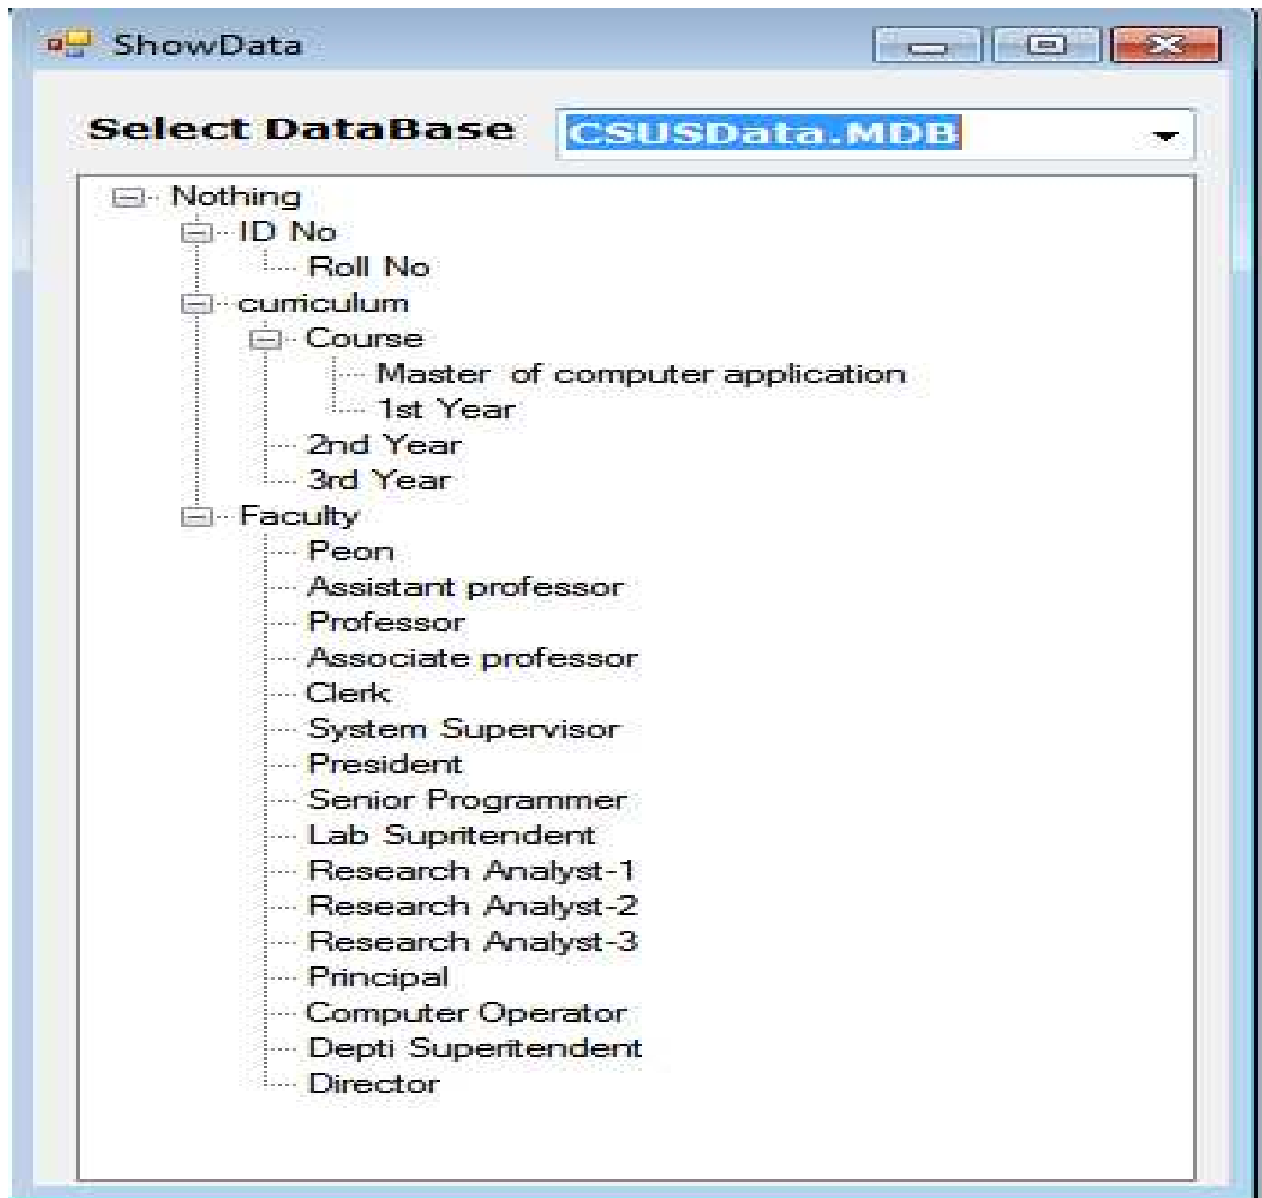 ShowData
Select DataBase CSUSData.MDB
Nothing
ID No
Roll No
curriculum
Course
Master of computer application
1st Year
2nd Year
3rd Year
Faculty
Peon
Assistant professor
Professor
Associate professor
Clerk
System Supervisor
President
Senior Programmer
Lab Supritendent
Research Analyst-1
Research Analyst-2
Research Analyst-3
Principal
Computer Operator
Depti Superitendent
Director